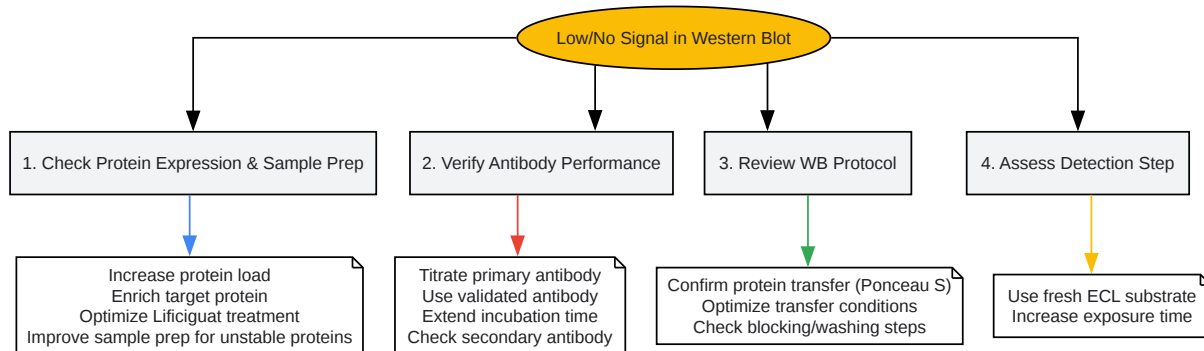 Low/No Signal in Western Blot
1. Check Protein Expression & Sample Prep
2. Verify Antibody Performance
3. Review WB Protocol
4. Assess Detection Step
Increase protein load
Enrich target protein
Optimize Lificiguat treatment
Improve sample prep for unstable proteins
Titrate primary antibody
Use validated antibody
Extend incubation time
Check secondary antibody
Confirm protein transfer (Ponceau S)
Optimize transfer conditions
Check blocking/washing steps
Use fresh ECL substrate
Increase exposure time